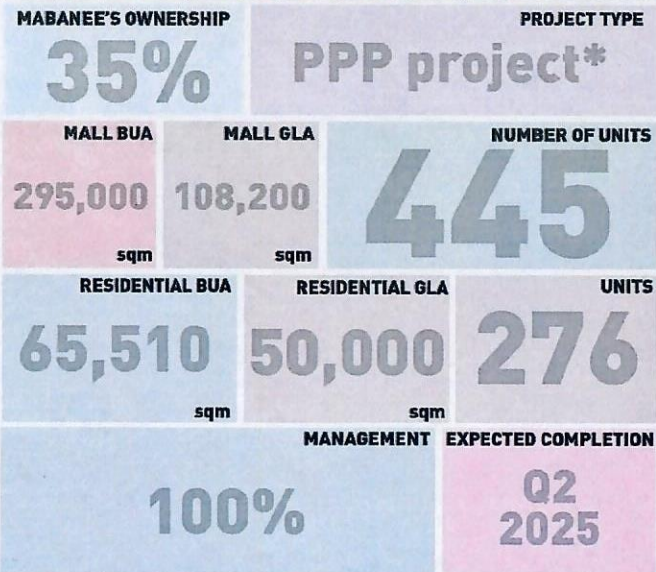 MABANEE'S OWNERSHIP
35%
PROJECT TYPE
PPP project*
MALL BUA
295,000
sqm
MALL GLA
108,200
sqm
NUMBER OF UNITS
445
RESIDENTIAL BUA
65,510
sqm
RESIDENTIAL GLA
50,000
sqm
UNITS
276
MANAGEMENT
100%
EXPECTED COMPLETION
Q2
2025